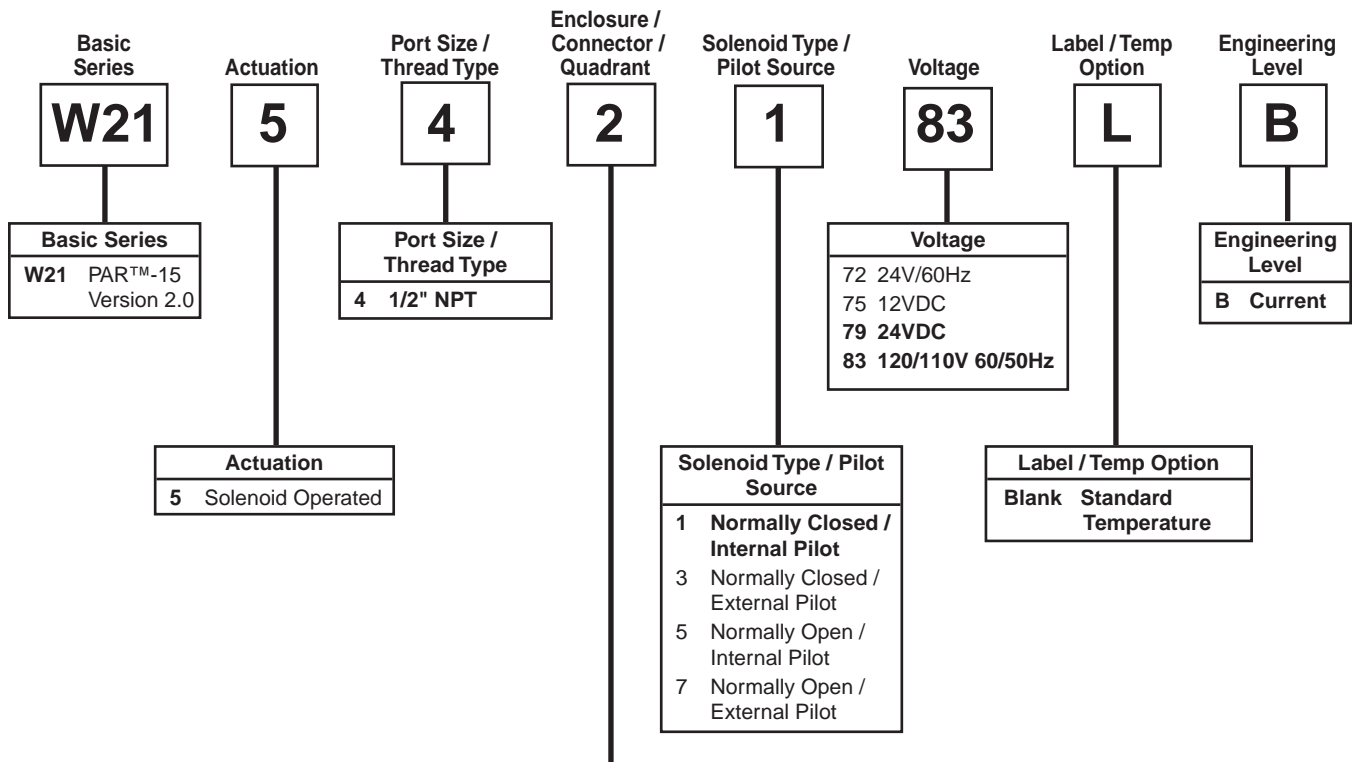 Basic
Series
Actuation
Port Size /
Thread Type
Enclosure /
Connector /
Quadrant
Solenoid Type /
Pilot Source
Voltage
Label / Temp
Option
Engineering
Level
W21
5
4
2
1
83
L
B
Basic Series
W21 PAR™-15
Version 2.0
Port Size /
Thread Type
4 1/2" NPT
Voltage
72 24V/60Hz
75 12VDC
79 24VDC
83 120/110V 60/50Hz
Engineering
Level
B Current
Actuation
5 Solenoid Operated
Solenoid Type / Pilot
Source
1 Normally Closed /
Internal Pilot
3 Normally Closed /
External Pilot
5 Normally Open /
Internal Pilot
7 Normally Open /
External Pilot
Label / Temp Option
Blank Standard
Temperature